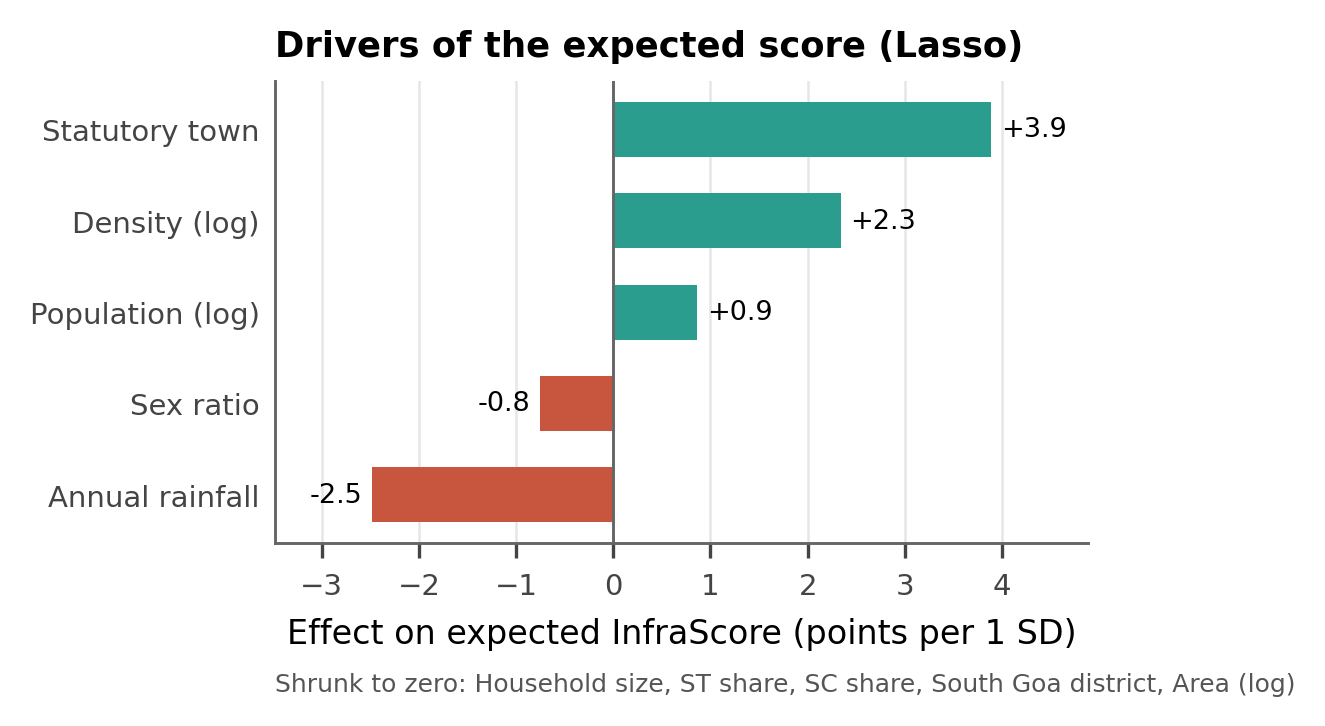 Drivers of the expected score (Lasso)
Statutory town
+3.9
Density (log)
+2.3
Population (log)
+0.9
Sex ratio
-0.8
Annual rainfall
-2.5
−3 −2 −1 0 1 2 3 4
Effect on expected InfraScore (points per 1 SD)
Shrunk to zero: Household size, ST share, SC share, South Goa district, Area (log)